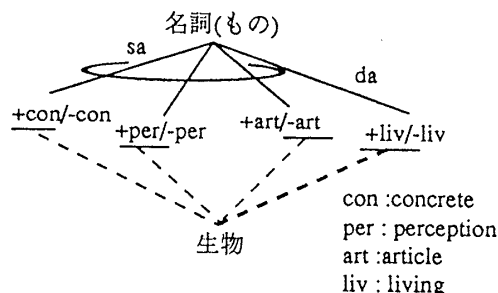 名詞(もの)
sa
da
+con/-con
+per/-per
+art/-art
+liv/-liv
con :concrete
per : perception
art :article
liv : living
生物